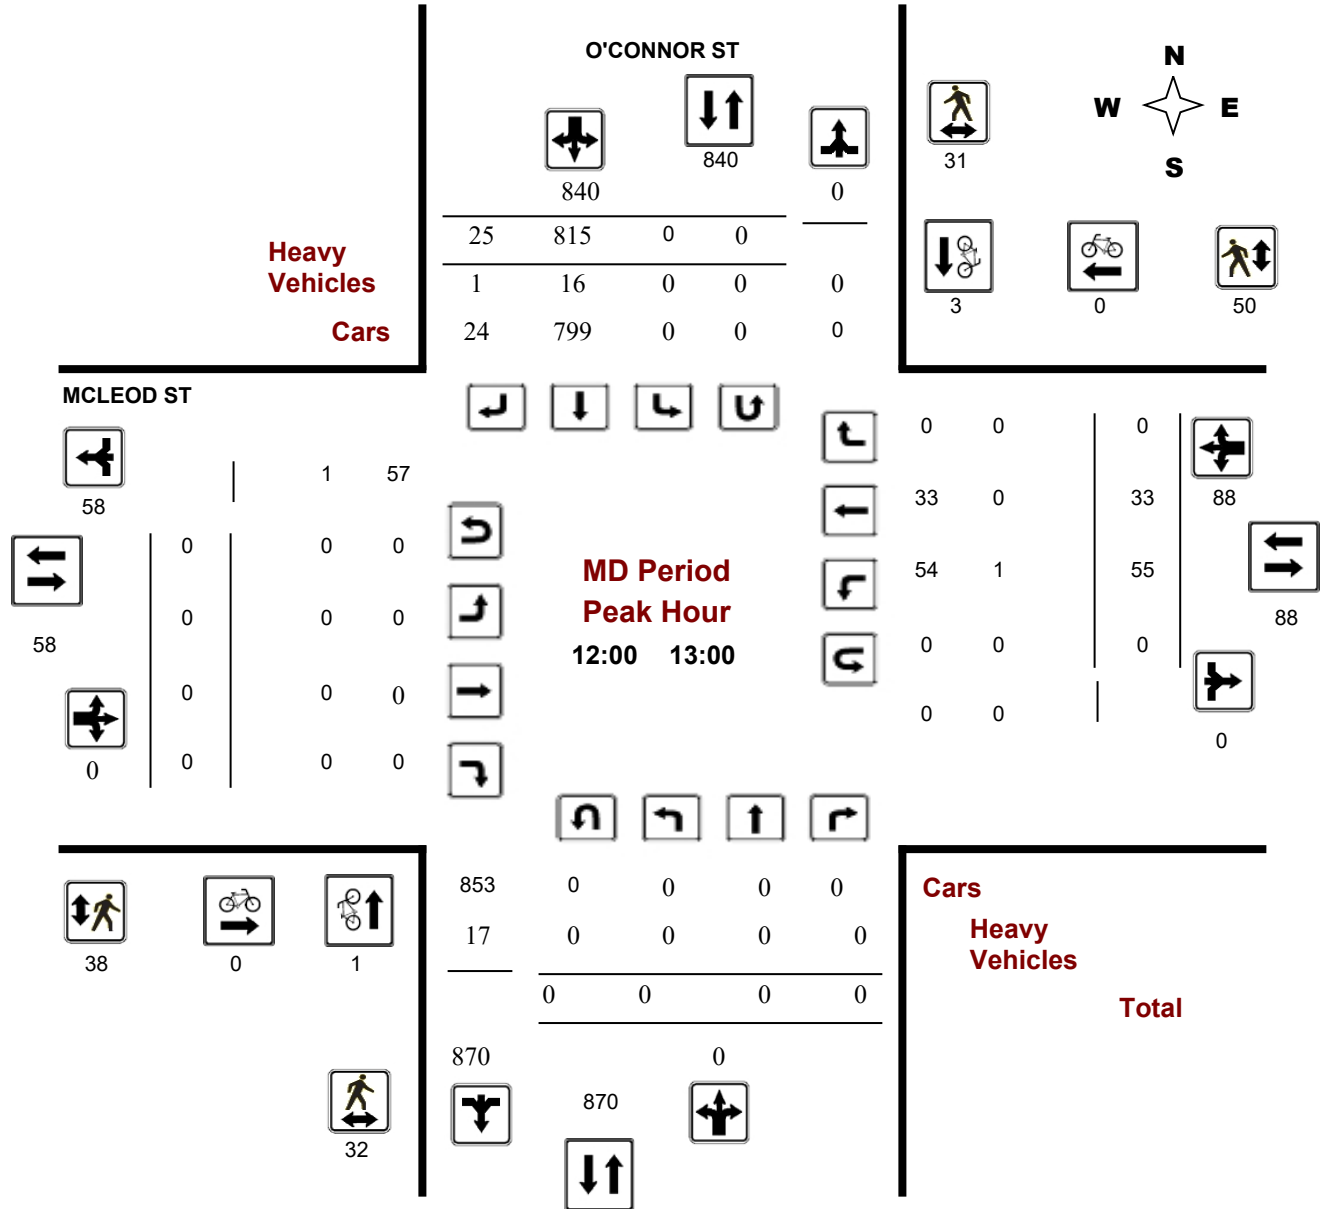 O'CONNOR ST
N
W E
S
840
31
840 0
25 815 0 0
Heavy
Vehicles
1 16 0 0 0
3 0 50
Cars
24 799 0 0 0
MCLEOD ST
0 0 0
1 57
58
33 0 33 88
0 0 0
MD Period
54 1 55
Peak Hour
0 0 0
88
58
12:00 13:00
0 0 0
0 0 0
0 0
0
0 0 0 0
853 0 0 0 0
Cars
17 0 0 0 0
Heavy
Vehicles
38 0 1
0 0 0 0
Total
870 0
870
32